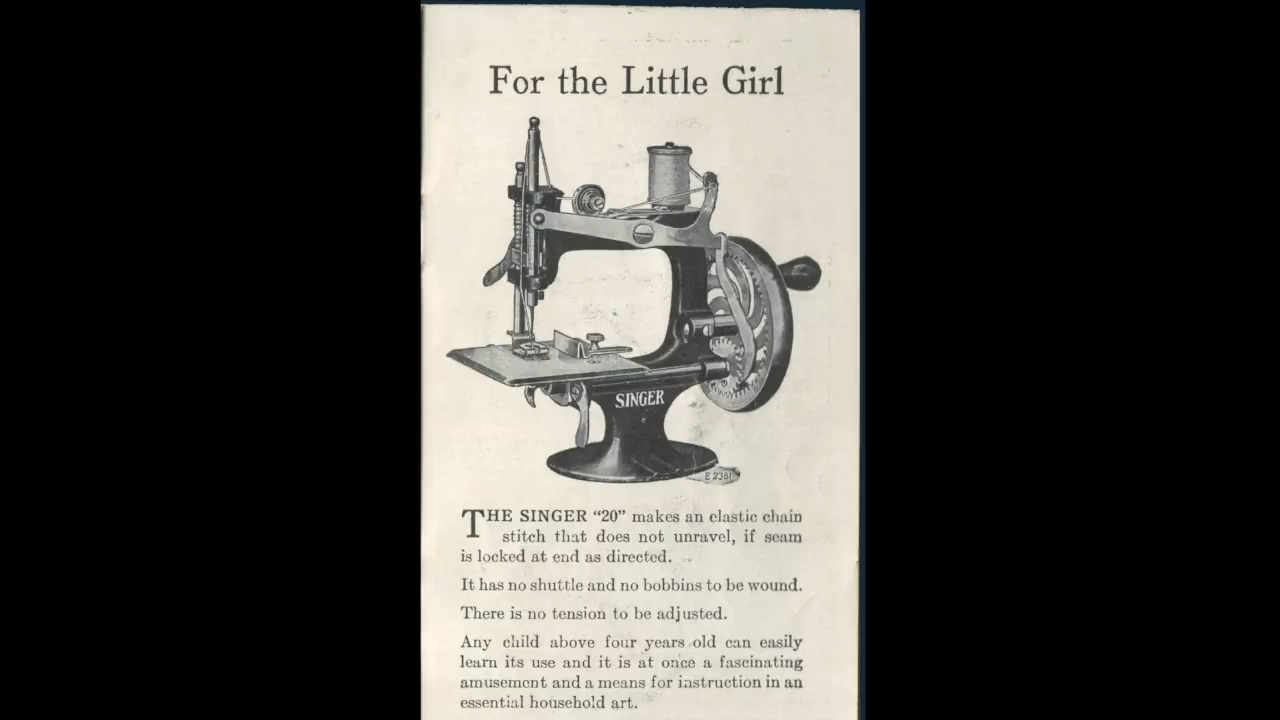 For the Little Girl
SINGER
E 2381
THE SINGER “20” makes an elastic chain
stitch that does not unravel, if seam
is locked at end as directed.
It has no shuttle and no bobbins to be wound.
There is no tension to be adjusted.
Any child above four years old can easily
learn its use and it is at once a fascinating
amusement and a means for instruction in an
essential household art.